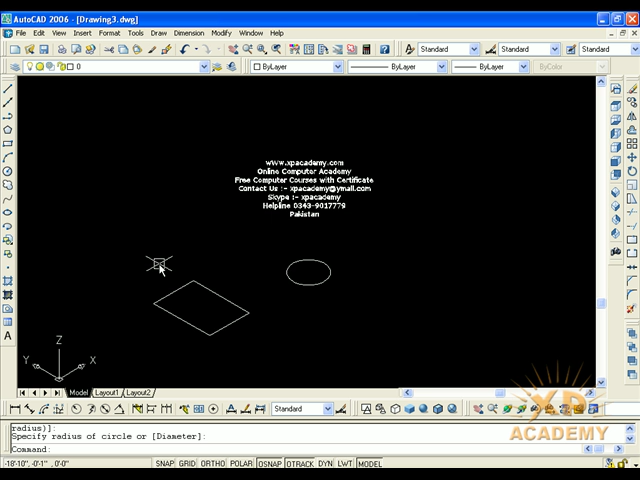 AutoCAD 2006 - [Drawing3.dwg]
File Edit View Insert Format Tools Draw Dimension Modify Window Help
Standard Standard Standard
0 ByLayer ByLayer ByLayer ByColor
www.xpacademy.com
Online Computer Academy
Free Computer Courses with Certificate
Contact Us :- xpacademy@ymail.com
Skype :- xpacademy
Helpline 0343-9017779
Pakistan
Z
Y X
Model Layout1 Layout2
Standard
radius)]:
Specify radius of circle or [Diameter]:
Command:
XP
ACADEMY
-18'-10", -0'-1" , 0'-0" SNAP GRID ORTHO POLAR OSNAP OTRACK DYN LWT MODEL